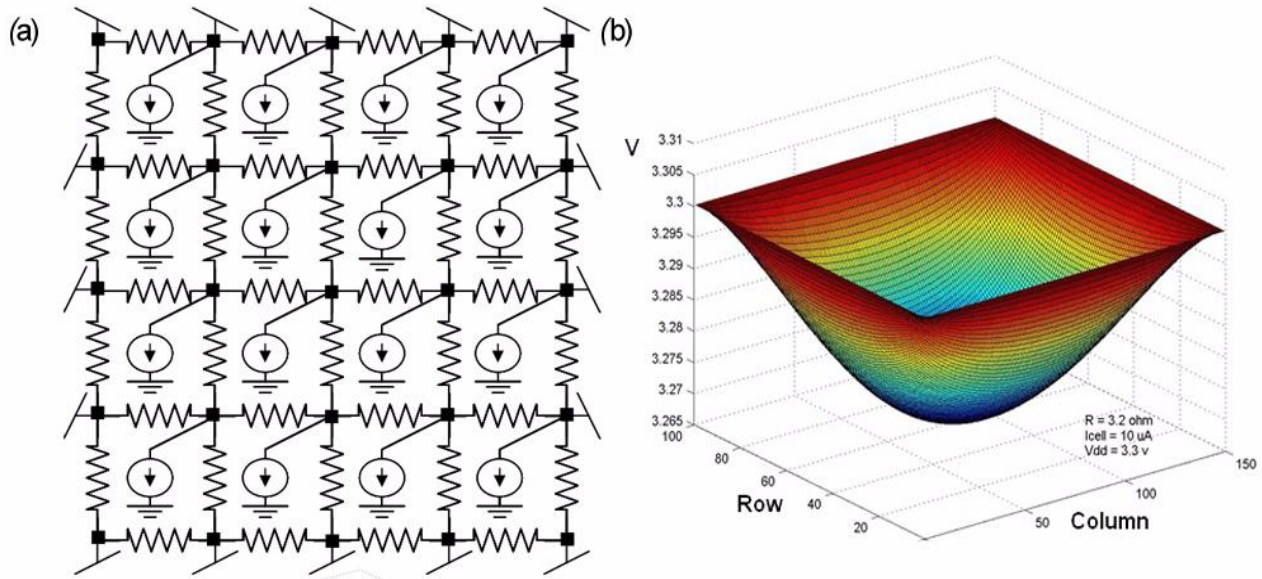 (a)
(b)
V
3.31
3.305
3.3
3.295
3.29
3.285
3.28
3.275
3.27
3.265
100
80
60
40
20
Row
50
100
150
Column
R = 3.2 ohm
Icell = 10 uA
Vdd = 3.3 v